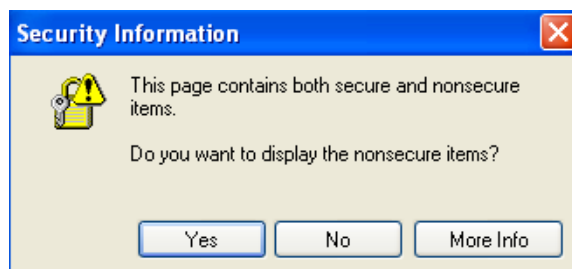 Security Information
This page contains both secure and nonsecure
items.
Do you want to display the nonsecure items?
Yes
No
More Info